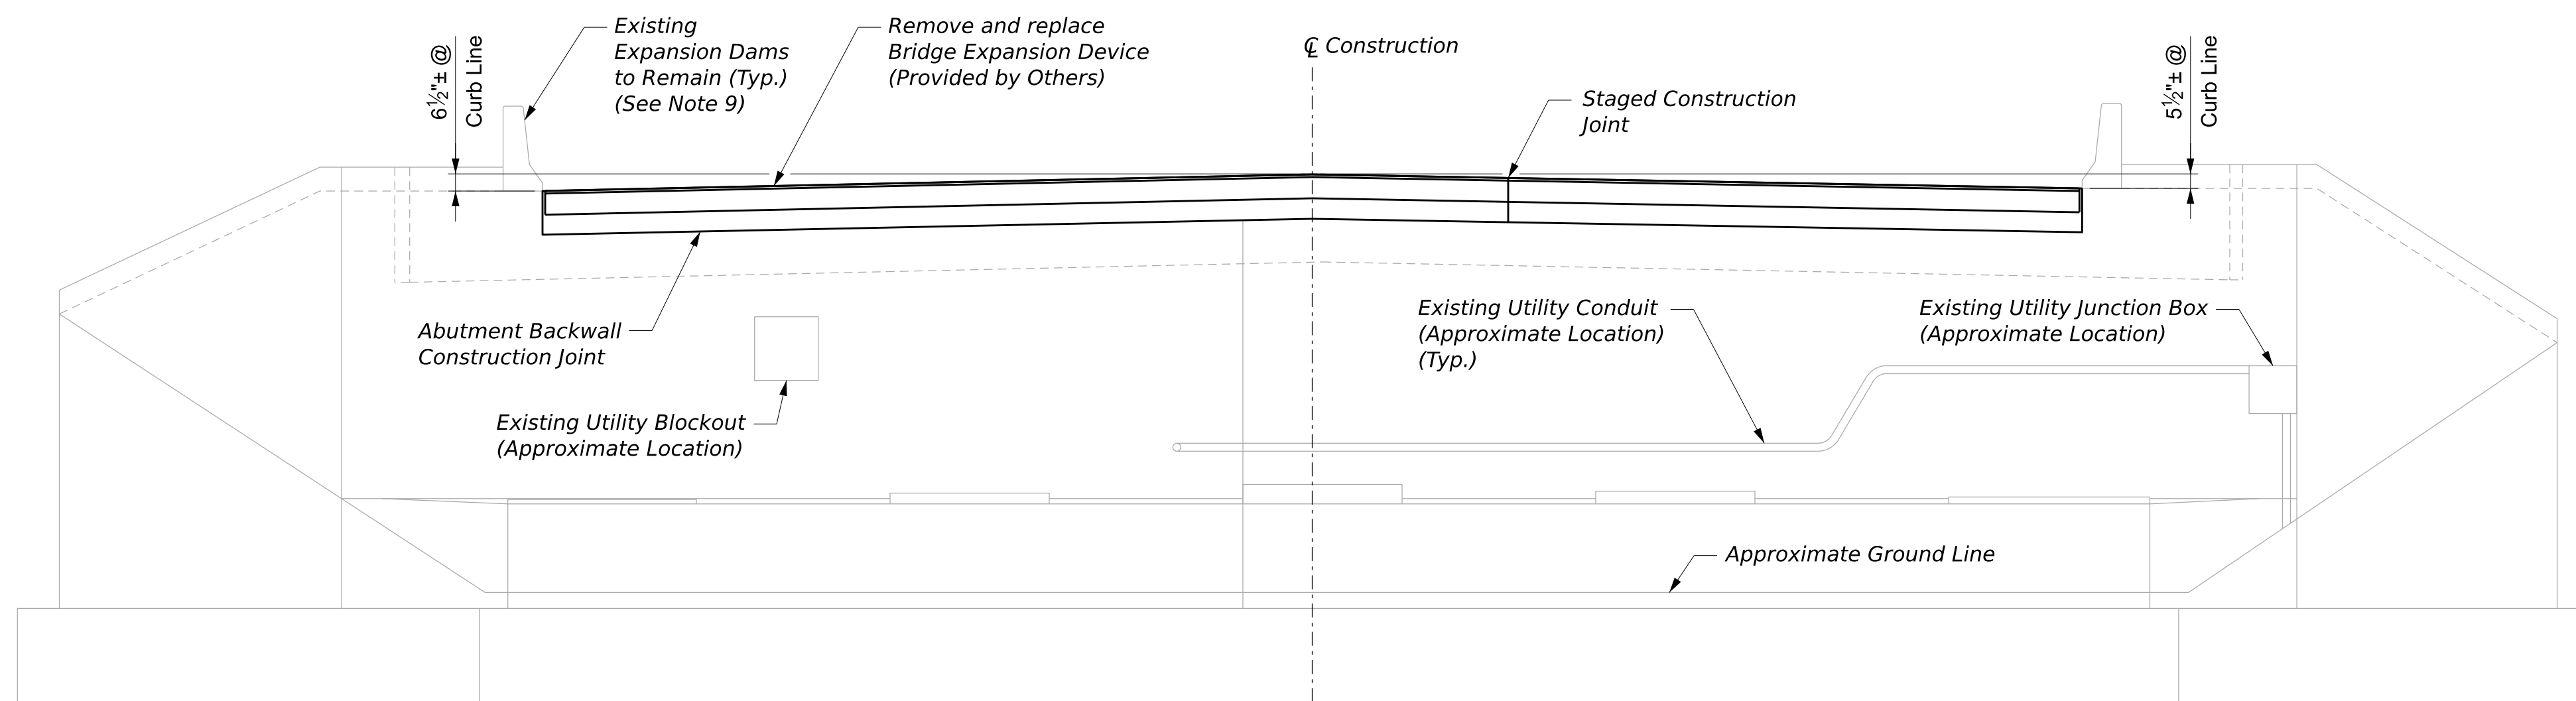 6½"± @
Curb Line
Existing
Expansion Dams
to Remain (Typ.)
(See Note 9)
Remove and replace
Bridge Expansion Device
(Provided by Others)
℄ Construction
Staged Construction
Joint
5½"± @
Curb Line
Abutment Backwall
Construction Joint
Existing Utility Blockout
(Approximate Location)
Existing Utility Conduit
(Approximate Location)
(Typ.)
Existing Utility Junction Box
(Approximate Location)
Approximate Ground Line